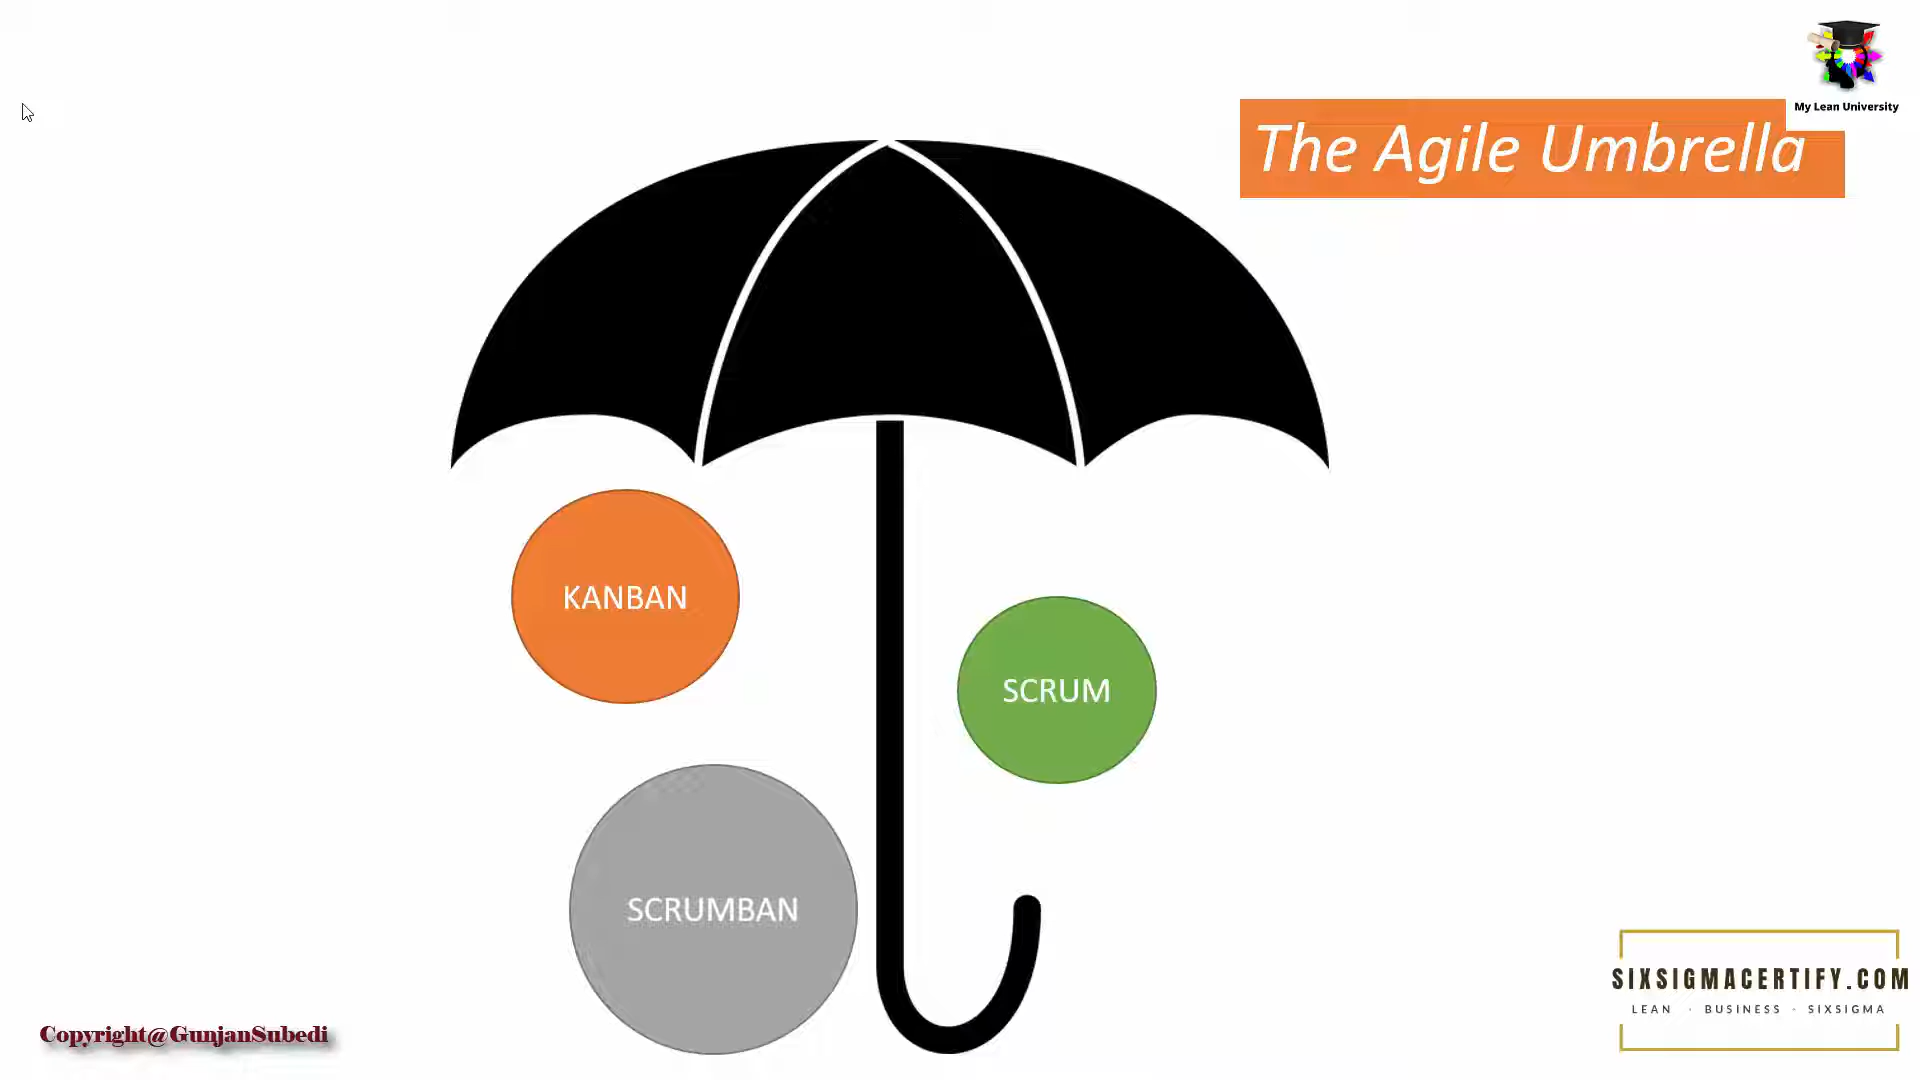 My Lean University
The Agile Umbrella
KANBAN
SCRUM
SCRUMBAN
SIXSIGMACERTIFY.COM
LEAN · BUSINESS · SIXSIGMA
Copyright@GunjanSubedi